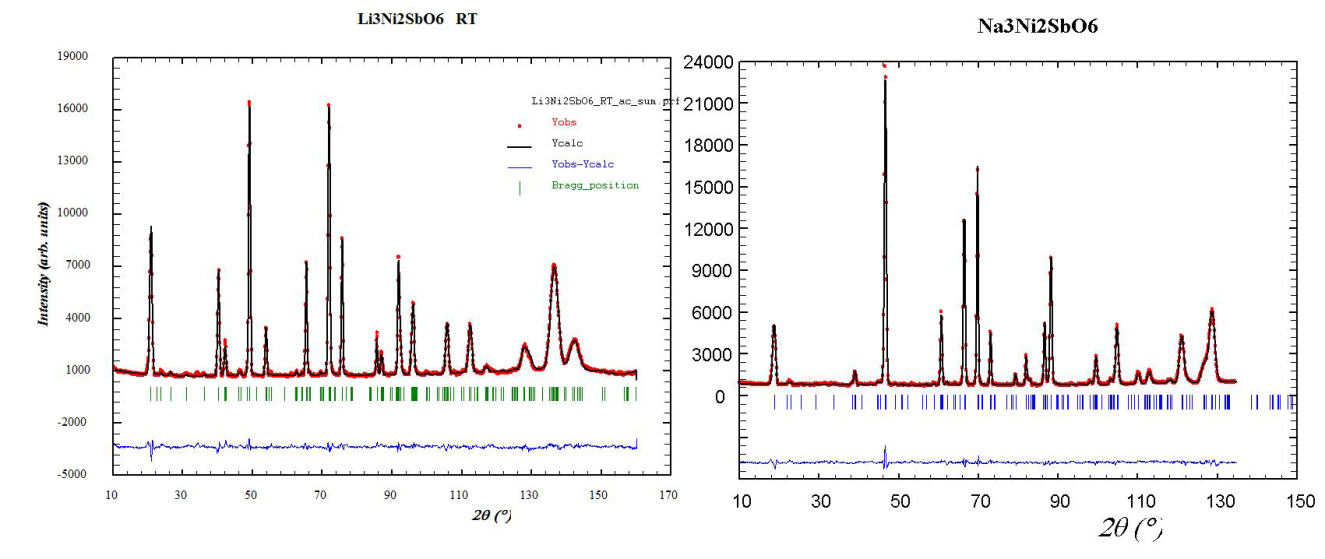 Li3Ni2SbO6 RT
19000
16000
13000
10000
7000
4000
1000
-2000
-5000
Intensity (arb. units)
Li3Ni2SbO6_RT_ac_sum.prf
Yobs
Ycalc
Yobs-Ycalc
Bragg_position
10 30 50 70 90 110 130 150 170
2θ (°)
Na3Ni2SbO6
24000
21000
18000
15000
12000
9000
6000
3000
0
10 30 50 70 90 110 130 150
2θ (°)